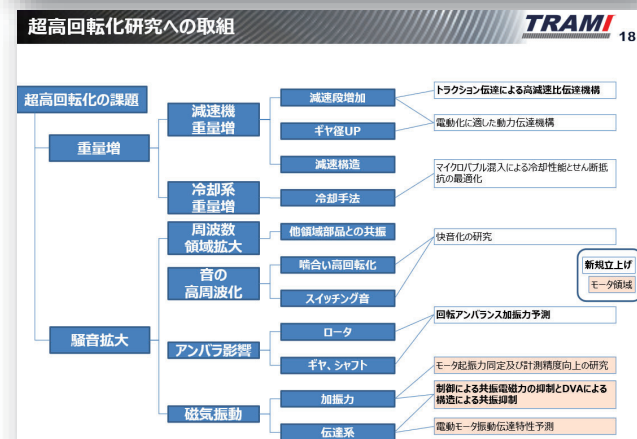 超高回転化研究への取組
TRAMI
18
超高回転化の課題
重量増
減速機
重量増
減速段増加
ギヤ径UP
減速構造
冷却系
重量増
冷却手法
騒音拡大
周波数
領域拡大
他領域部品との共振
音の
高周波化
噛合い高回転化
スイッチング音
アンバラ影響
ロータ
ギヤ、シャフト
磁気振動
加振力
伝達系
トラクション伝達による高減速比伝達機構
電動化に適した動力伝達機構
マイクロバブル混入による冷却性能とせん断抵
抗の最適化
快音化の研究
回転アンバランス加振力予測
モータ起振力同定及び計測精度向上の研究
制御による共振電磁力の抑制とDVAによる
構造による共振抑制
電動モータ振動伝達特性予測
新規立上げ
モータ領域